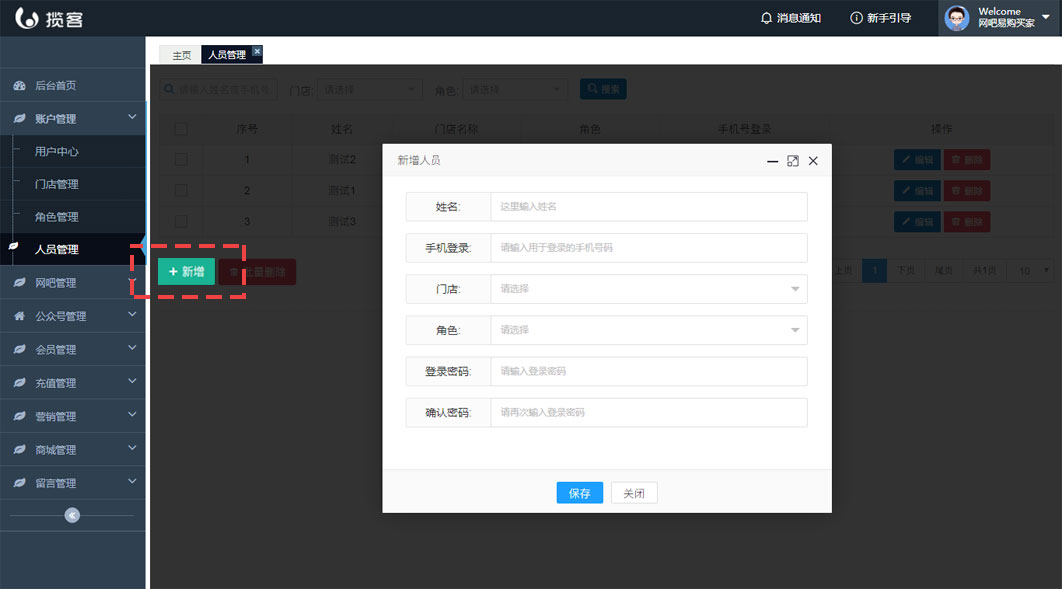 揽客
消息通知
新手引导
Welcome
网吧易购买家
主页
人员管理
后台首页
账户管理
用户中心
门店管理
角色管理
人员管理
网吧管理
公众号管理
会员管理
充值管理
营销管理
商城管理
留言管理
请输入姓名或手机号
门店:
请选择
角色:
请选择
搜索
序号 姓名 门店名称 角色 手机号登录 操作
1 测试2 编辑 删除
2 测试1 编辑 删除
3 测试3 编辑 删除
+ 新增
批量删除
上页 1 下页 尾页 共1页 10
新增人员
姓名: 这里输入姓名
手机登录: 请输入用于登录的手机号码
门店: 请选择
角色: 请选择
登录密码: 请输入登录密码
确认密码: 请再次输入登录密码
保存 关闭